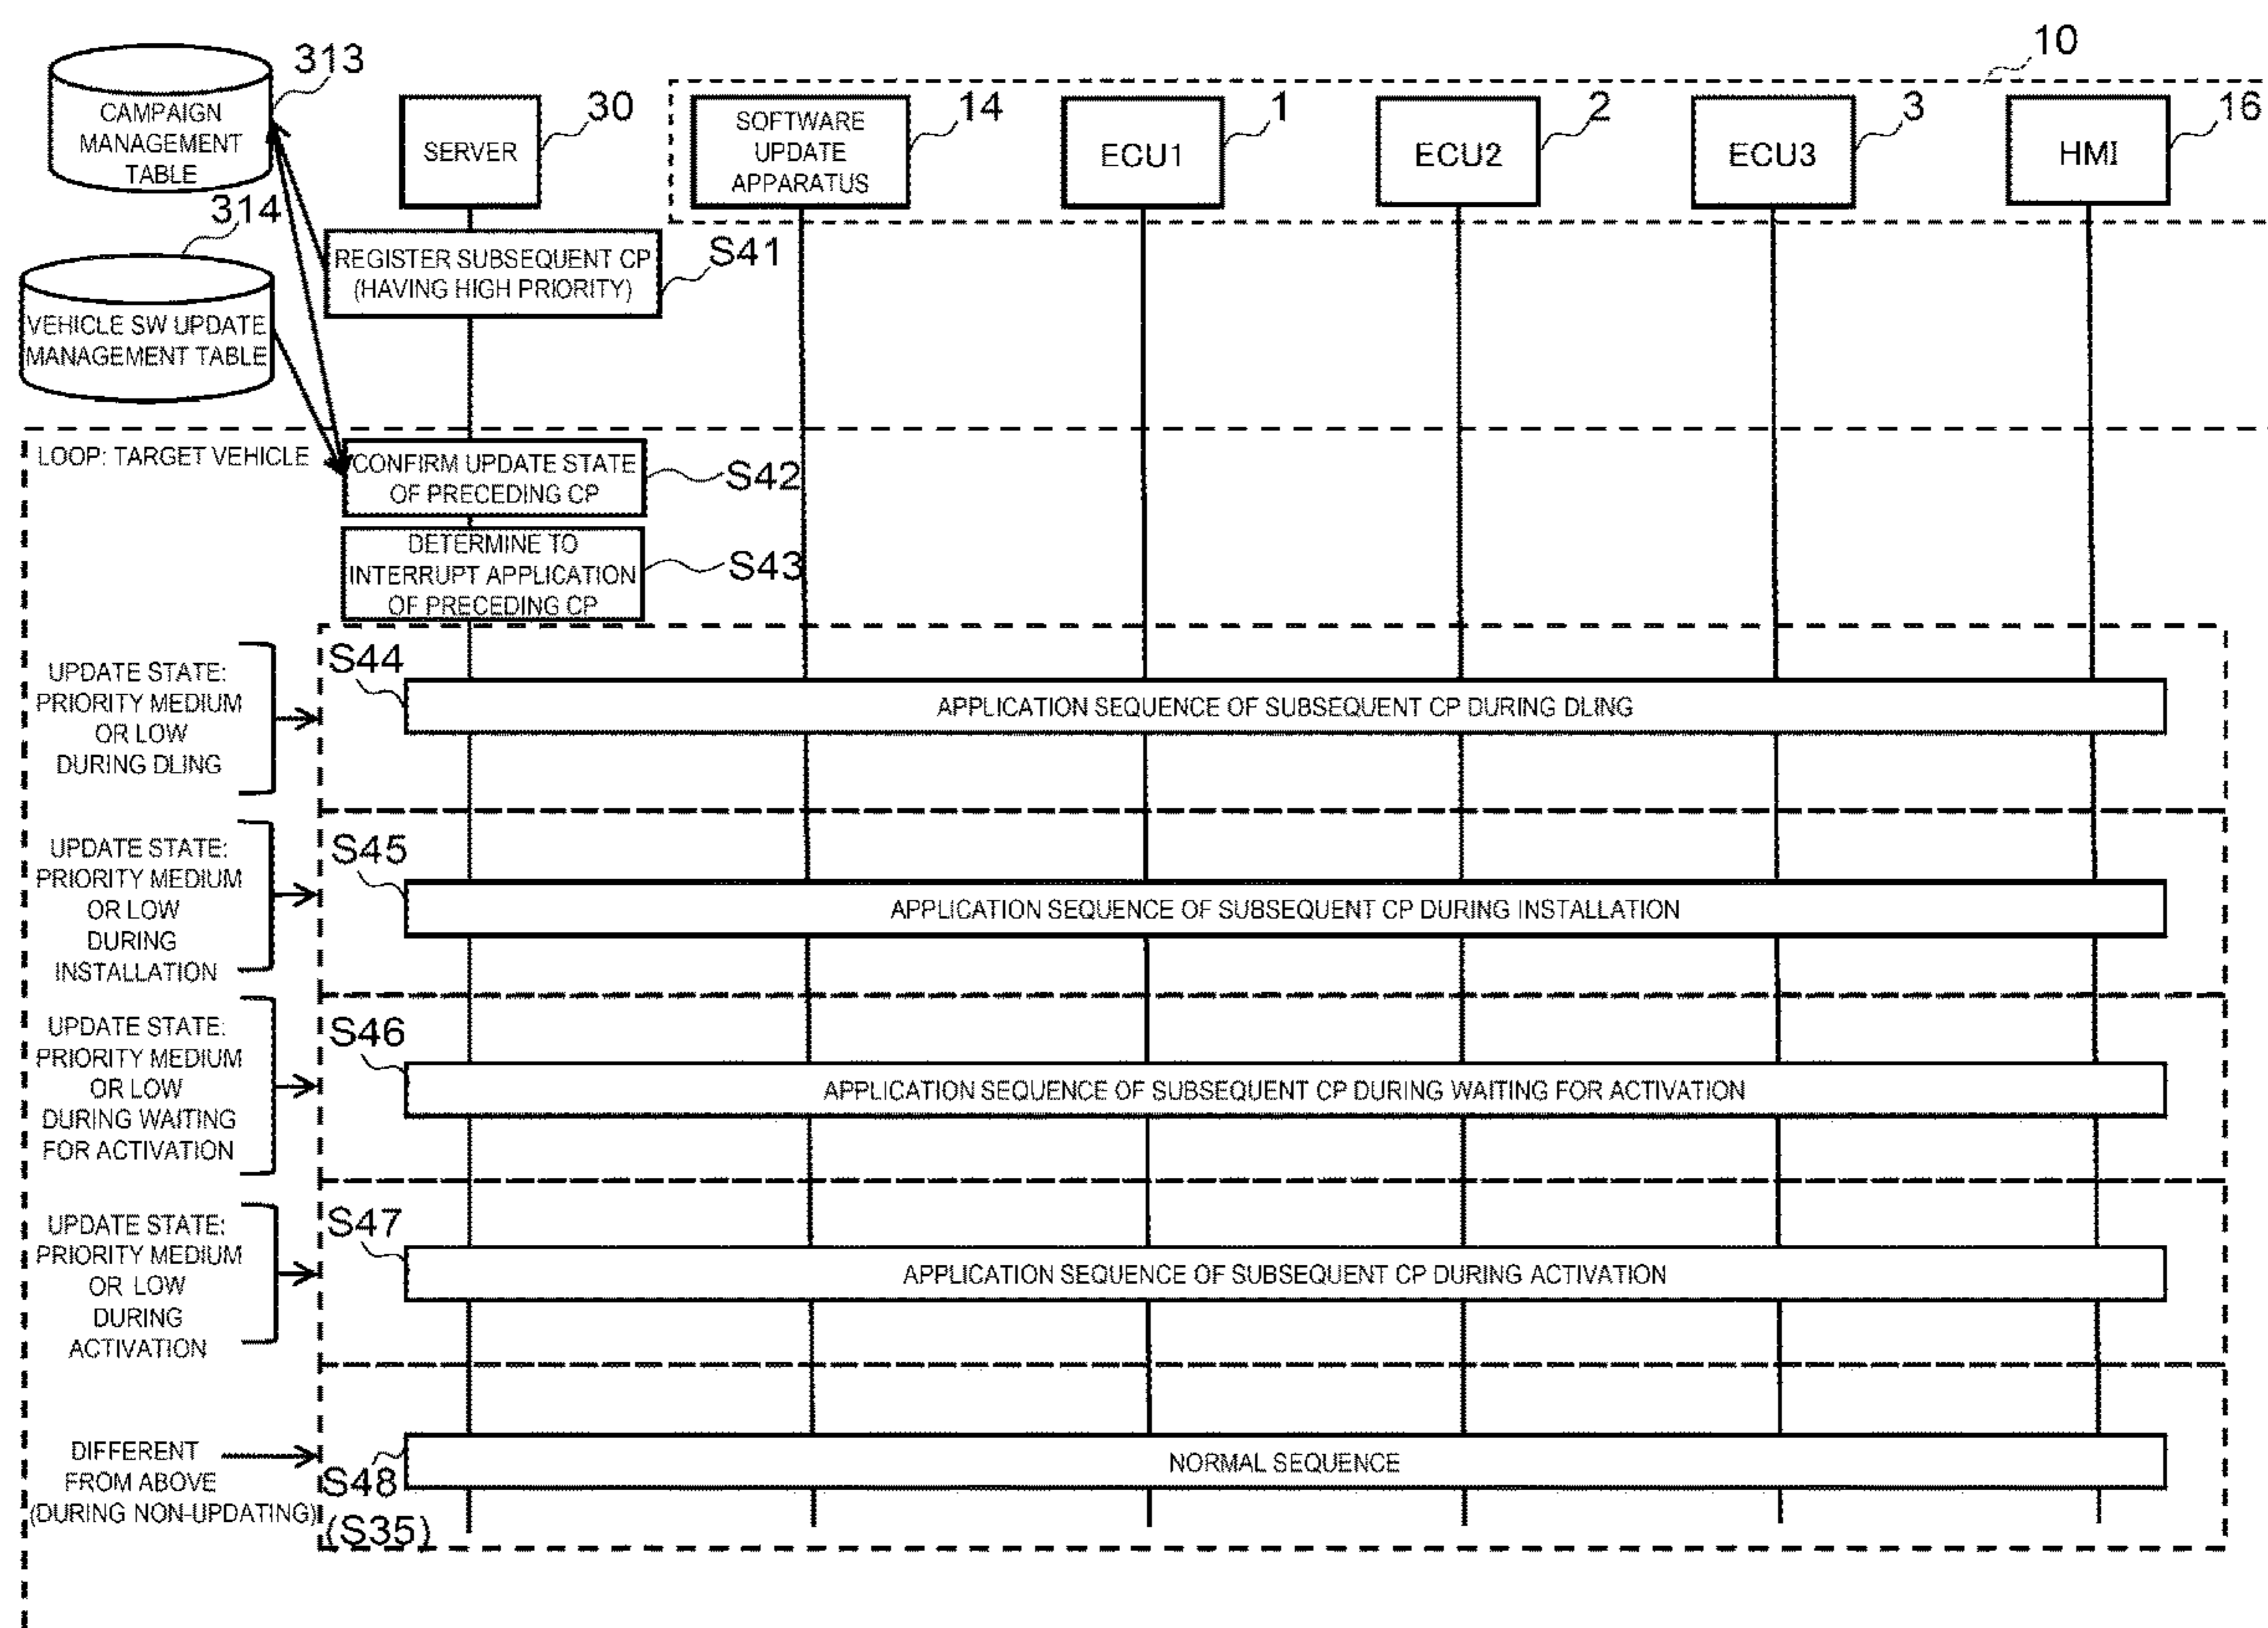 10
313
CAMPAIGN
MANAGEMENT
TABLE
30
SERVER
14
SOFTWARE
UPDATE
APPARATUS
1
ECU1
2
ECU2
3
ECU3
16
HMI
314
VEHICLE SW UPDATE
MANAGEMENT TABLE
REGISTER SUBSEQUENT CP
(HAVING HIGH PRIORITY)
S41
LOOP: TARGET VEHICLE
CONFIRM UPDATE STATE
OF PRECEDING CP
S42
DETERMINE TO
INTERRUPT APPLICATION
OF PRECEDING CP
S43
UPDATE STATE:
PRIORITY MEDIUM
OR LOW
DURING DLING
S44
APPLICATION SEQUENCE OF SUBSEQUENT CP DURING DLING
UPDATE STATE:
PRIORITY MEDIUM
OR LOW
DURING
INSTALLATION
S45
APPLICATION SEQUENCE OF SUBSEQUENT CP DURING INSTALLATION
UPDATE STATE:
PRIORITY MEDIUM
OR LOW
DURING WAITING
FOR ACTIVATION
S46
APPLICATION SEQUENCE OF SUBSEQUENT CP DURING WAITING FOR ACTIVATION
UPDATE STATE:
PRIORITY MEDIUM
OR LOW
DURING
ACTIVATION
S47
APPLICATION SEQUENCE OF SUBSEQUENT CP DURING ACTIVATION
DIFFERENT
FROM ABOVE
(DURING NON-UPDATING)
S48
(S35)
NORMAL SEQUENCE